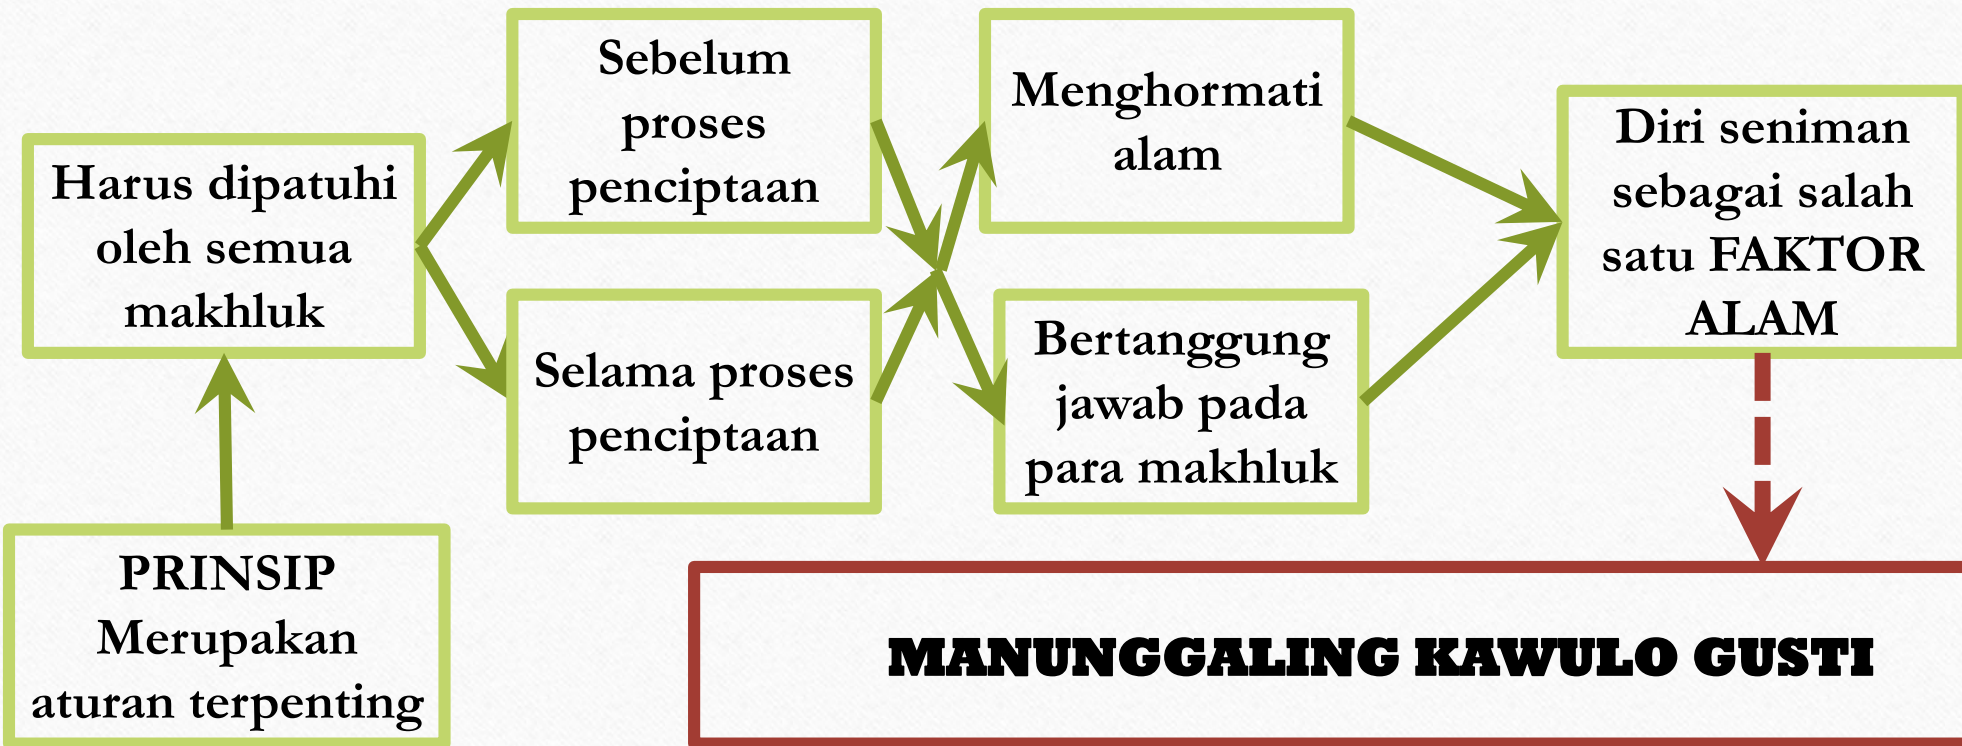 PRINSIP
Merupakan
aturan terpenting
Harus dipatuhi
oleh semua
makhluk
Sebelum
proses
penciptaan
Selama proses
penciptaan
Menghormati
alam
Bertanggung
jawab pada
para makhluk
Diri seniman
sebagai salah
satu FAKTOR
ALAM
MANUNGGALING KAWULO GUSTI